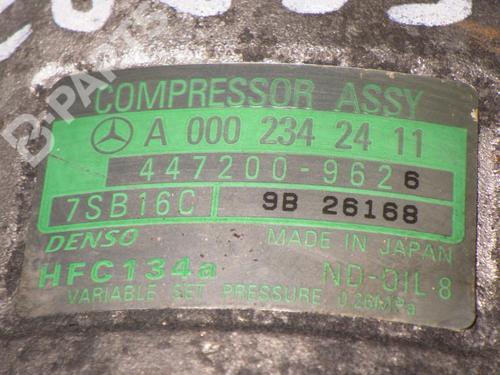 B-PARTS
COMPRESSOR ASSY
A 000 234 24 11
447200-9626
7SB16C 9B 26168
DENSO MADE IN JAPAN
HFC134a ND-OIL 8
VARIABLE SET PRESSURE 0.26MPa